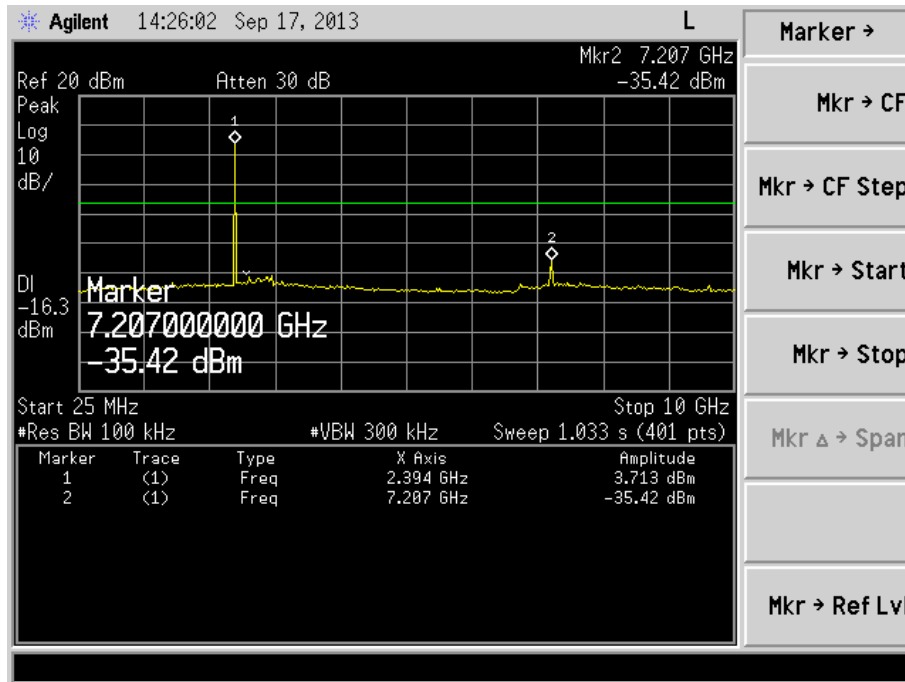 Agilent 14:26:02 Sep 17, 2013 L
Mkr2 7.207 GHz
Ref 20 dBm Atten 30 dB -35.42 dBm
Peak
Log
10
dB/
1
2
DI
-16.3
dBm
Marker
7.207000000 GHz
-35.42 dBm
Start 25 MHz Stop 10 GHz
#Res BW 100 kHz #VBW 300 kHz Sweep 1.033 s (401 pts)
Marker Trace Type X Axis Amplitude
1 (1) Freq 2.394 GHz 3.713 dBm
2 (1) Freq 7.207 GHz -35.42 dBm
Marker →
Mkr → CF
Mkr → CF Step
Mkr → Start
Mkr → Stop
Mkr Δ → Span
Mkr → Ref Lvl